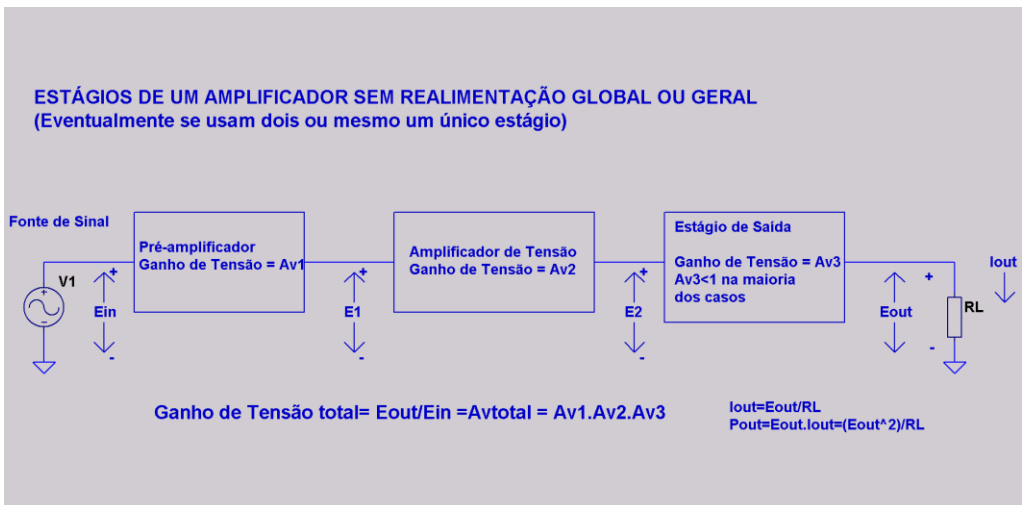 ESTÁGIOS DE UM AMPLIFICADOR SEM REALIMENTAÇÃO GLOBAL OU GERAL
(Eventualmente se usam dois ou mesmo um único estágio)
Fonte de Sinal
V1
+
Ein
-
Pré-amplificador
Ganho de Tensão = Av1
+
E1
-
Amplificador de Tensão
Ganho de Tensão = Av2
+
E2
-
Estágio de Saída
Ganho de Tensão = Av3
Av3<1 na maioria
dos casos
Eout
+
-
RL
Iout
Ganho de Tensão total= Eout/Ein =Avtotal = Av1.Av2.Av3
Iout=Eout/RL
Pout=Eout.Iout=(Eout^2)/RL